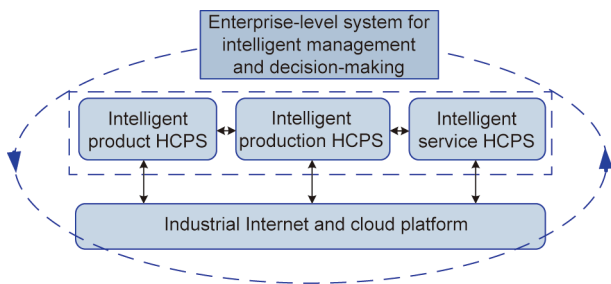 Enterprise-level system for
intelligent management
and decision-making
Intelligent
product HCPS
Intelligent
production HCPS
Intelligent
service HCPS
Industrial Internet and cloud platform